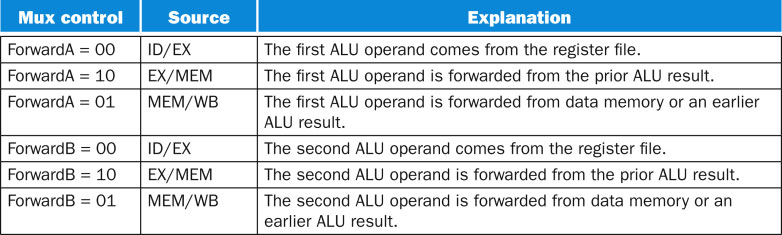 Mux control Source Explanation
ForwardA = 00 ID/EX The first ALU operand comes from the register file.
ForwardA = 10 EX/MEM The first ALU operand is forwarded from the prior ALU result.
ForwardA = 01 MEM/WB The first ALU operand is forwarded from data memory or an earlier
ALU result.
ForwardB = 00 ID/EX The second ALU operand comes from the register file.
ForwardB = 10 EX/MEM The second ALU operand is forwarded from the prior ALU result.
ForwardB = 01 MEM/WB The second ALU operand is forwarded from data memory or an
earlier ALU result.